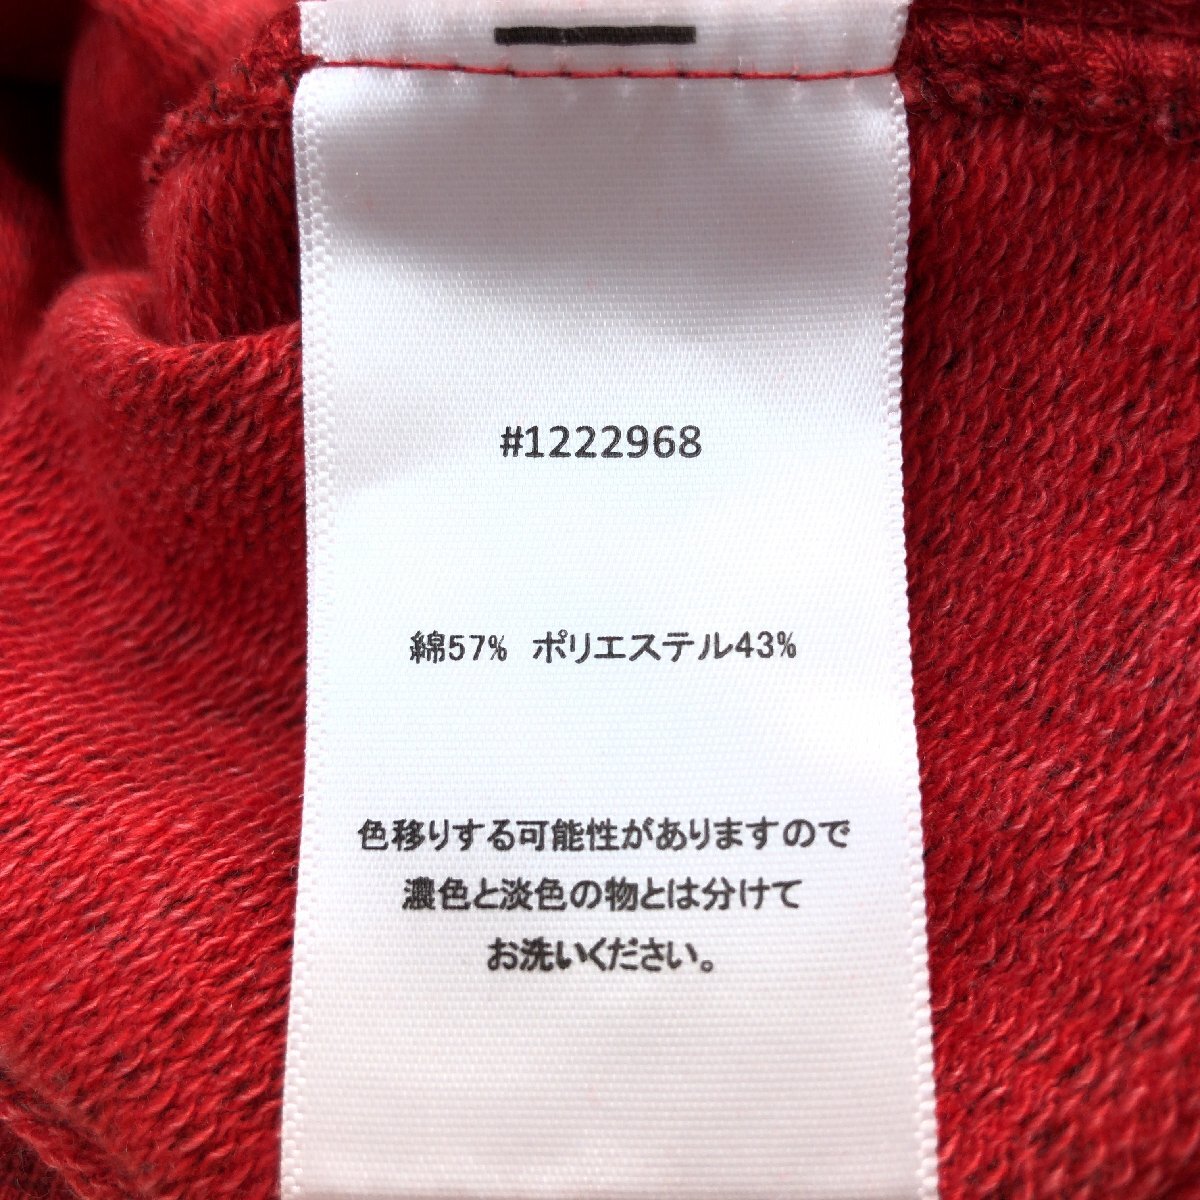 #1222968
綿57% ポリエステル43%
色移りする可能性がありますので
濃色と淡色の物とは分けて
お洗いください。